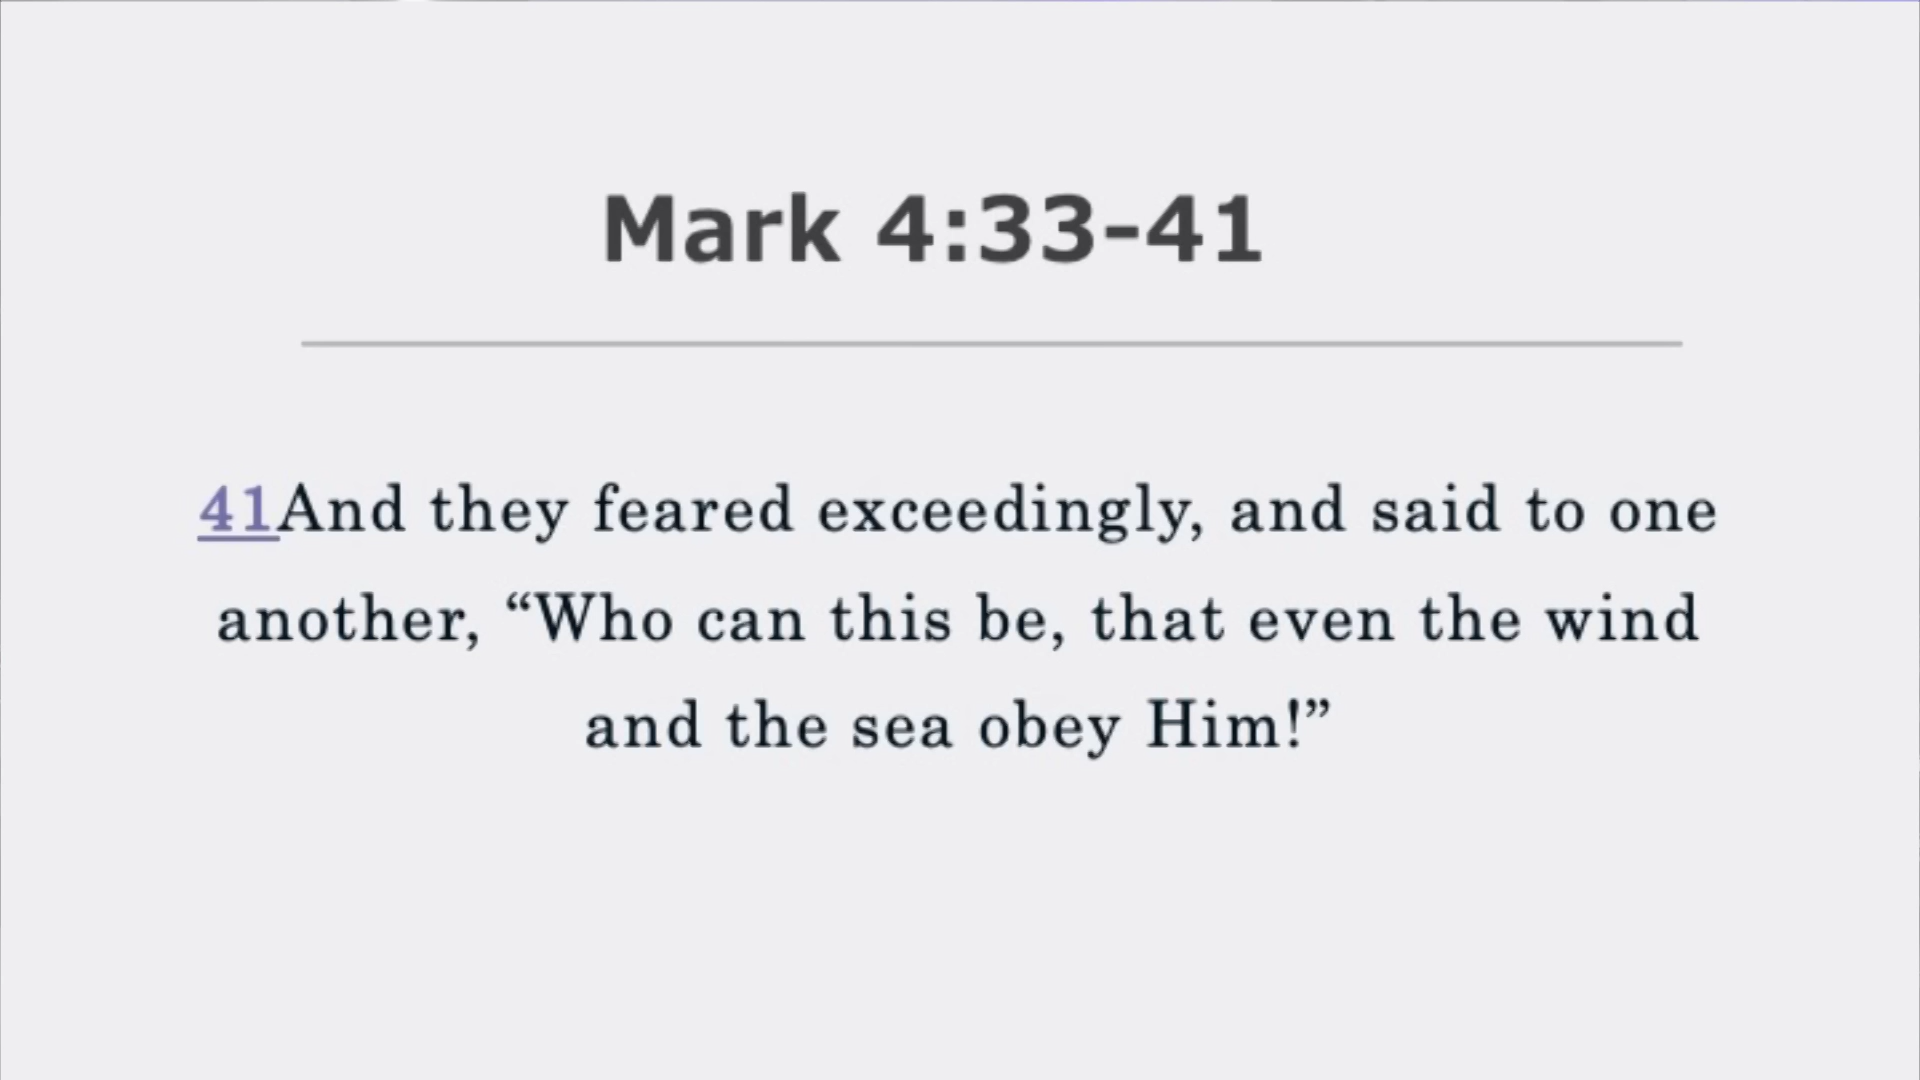 Mark 4:33-41
41And they feared exceedingly, and said to one
another, “Who can this be, that even the wind
and the sea obey Him!”